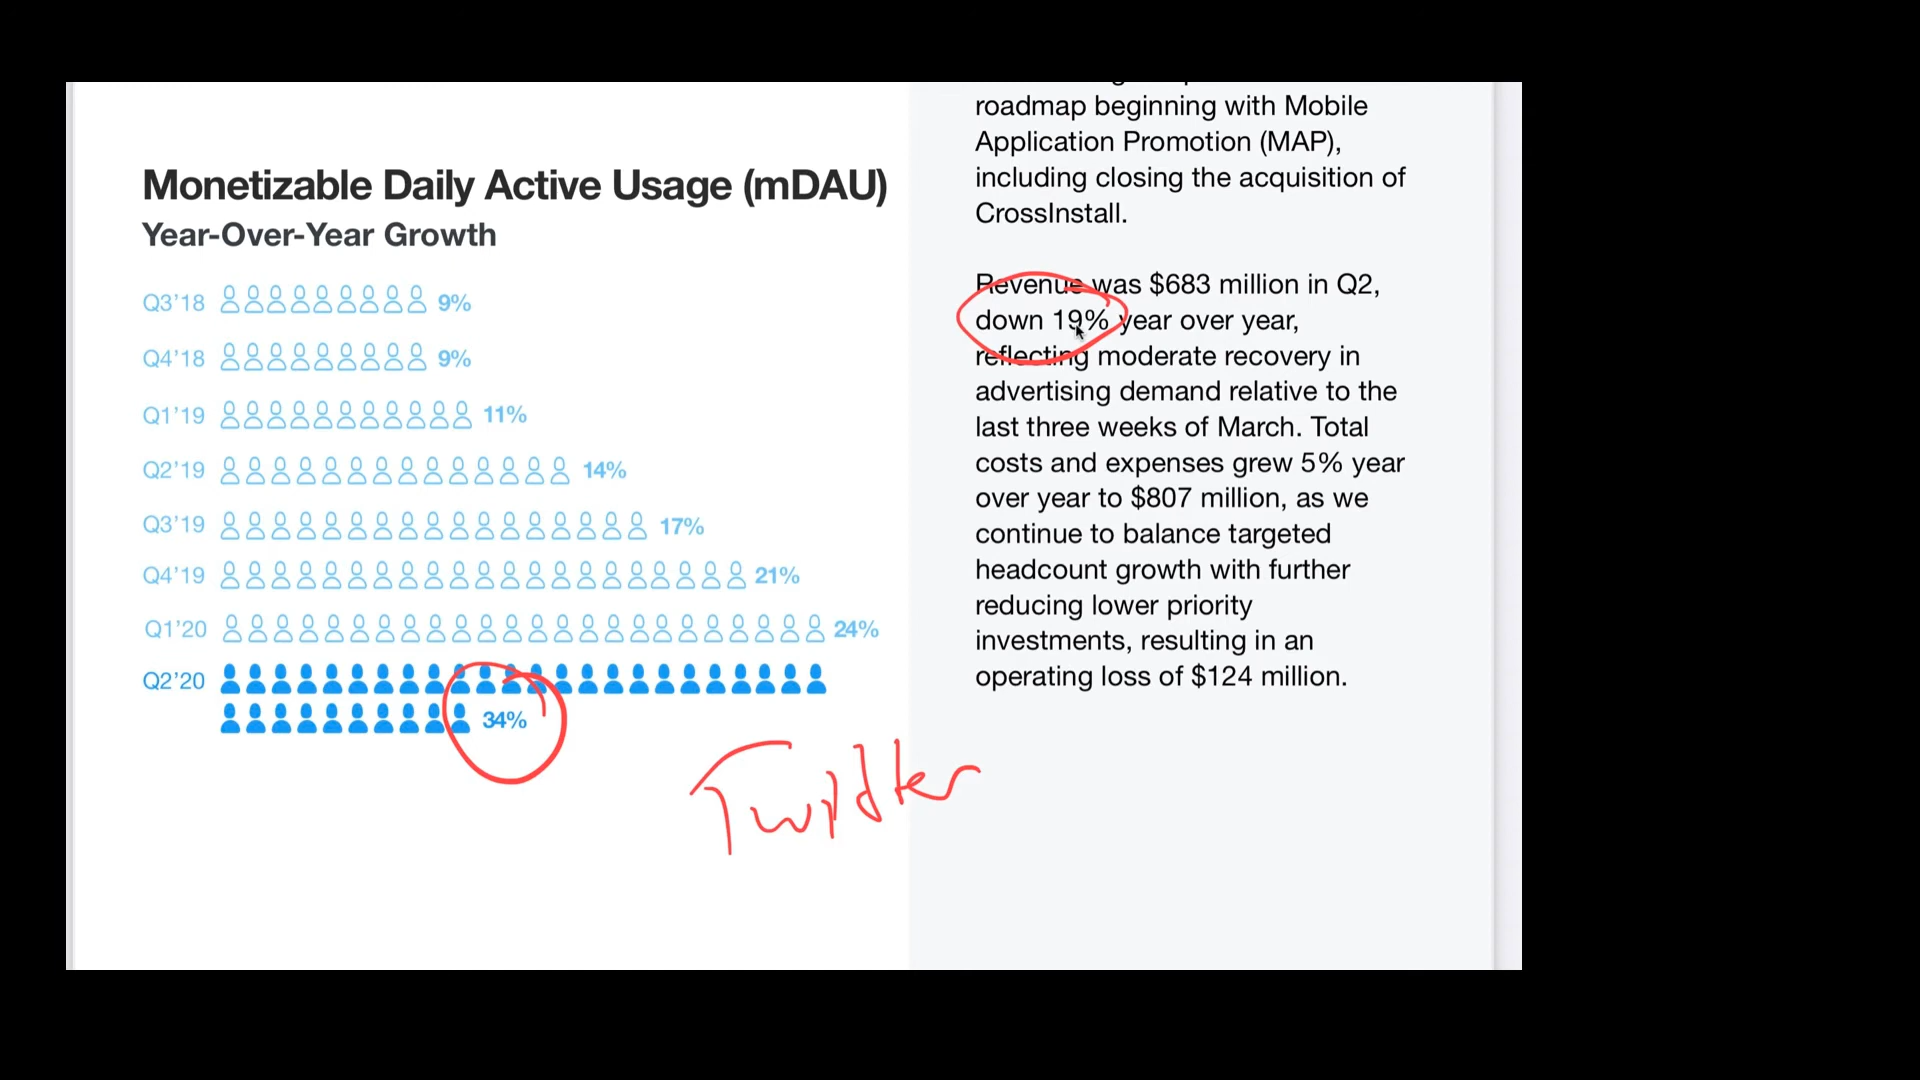 Monetizable Daily Active Usage (mDAU)
Year-Over-Year Growth
Q3'18 9%
Q4'18 9%
Q1'19 11%
Q2'19 14%
Q3'19 17%
Q4'19 21%
Q1'20 24%
Q2'20
34%
Twitter
roadmap beginning with Mobile
Application Promotion (MAP),
including closing the acquisition of
CrossInstall.
Revenue was $683 million in Q2,
down 19% year over year,
reflecting moderate recovery in
advertising demand relative to the
last three weeks of March. Total
costs and expenses grew 5% year
over year to $807 million, as we
continue to balance targeted
headcount growth with further
reducing lower priority
investments, resulting in an
operating loss of $124 million.